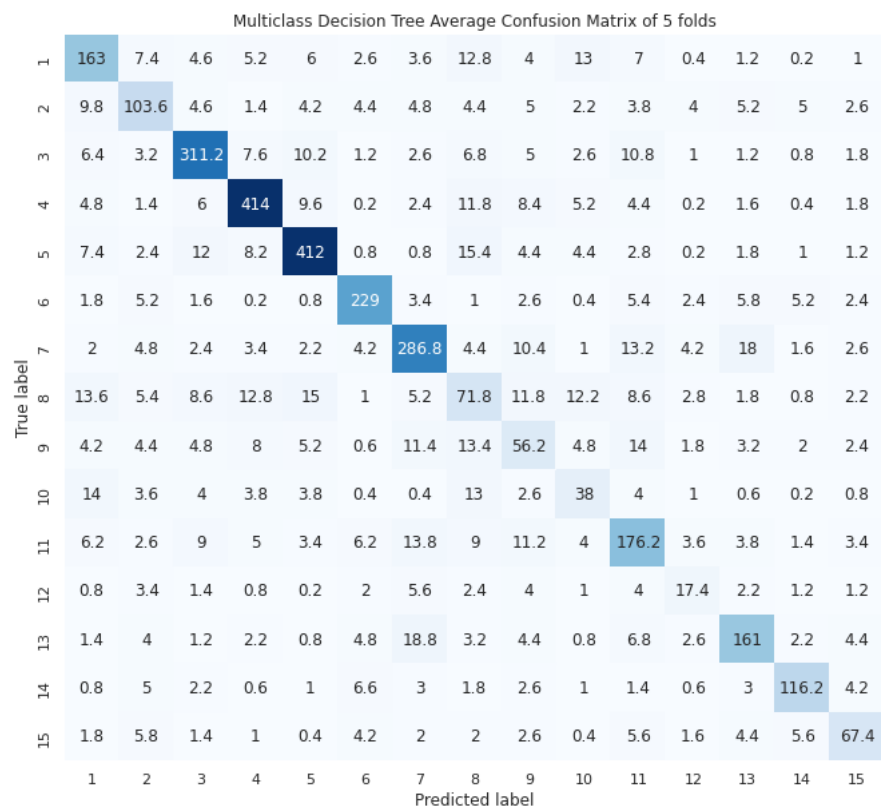 Multiclass Decision Tree Average Confusion Matrix of 5 folds
1 163 7.4 4.6 5.2 6 2.6 3.6 12.8 4 13 7 0.4 1.2 0.2 1
2 9.8 103.6 4.6 1.4 4.2 4.4 4.8 4.4 5 2.2 3.8 4 5.2 5 2.6
3 6.4 3.2 311.2 7.6 10.2 1.2 2.6 6.8 5 2.6 10.8 1 1.2 0.8 1.8
4 4.8 1.4 6 414 9.6 0.2 2.4 11.8 8.4 5.2 4.4 0.2 1.6 0.4 1.8
5 7.4 2.4 12 8.2 412 0.8 0.8 15.4 4.4 4.4 2.8 0.2 1.8 1 1.2
6 1.8 5.2 1.6 0.2 0.8 229 3.4 1 2.6 0.4 5.4 2.4 5.8 5.2 2.4
7 2 4.8 2.4 3.4 2.2 4.2 286.8 4.4 10.4 1 13.2 4.2 18 1.6 2.6
True label
8 13.6 5.4 8.6 12.8 15 1 5.2 71.8 11.8 12.2 8.6 2.8 1.8 0.8 2.2
9 4.2 4.4 4.8 8 5.2 0.6 11.4 13.4 56.2 4.8 14 1.8 3.2 2 2.4
10 14 3.6 4 3.8 3.8 0.4 0.4 13 2.6 38 4 1 0.6 0.2 0.8
11 6.2 2.6 9 5 3.4 6.2 13.8 9 11.2 4 176.2 3.6 3.8 1.4 3.4
12 0.8 3.4 1.4 0.8 0.2 2 5.6 2.4 4 1 4 17.4 2.2 1.2 1.2
13 1.4 4 1.2 2.2 0.8 4.8 18.8 3.2 4.4 0.8 6.8 2.6 161 2.2 4.4
14 0.8 5 2.2 0.6 1 6.6 3 1.8 2.6 1 1.4 0.6 3 116.2 4.2
15 1.8 5.8 1.4 1 0.4 4.2 2 2 2.6 0.4 5.6 1.6 4.4 5.6 67.4
1 2 3 4 5 6 7 8 9 10 11 12 13 14 15
Predicted label